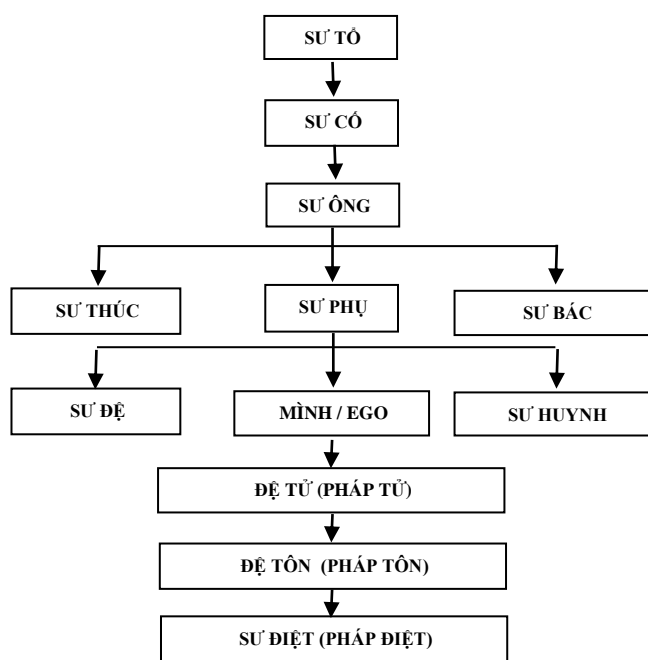 SƯ TỔ
SƯ CỐ
SƯ ÔNG
SƯ THÚC
SƯ PHỤ
SƯ BÁC
SƯ ĐỆ
MÌNH / EGO
SƯ HUYNH
ĐỆ TỬ (PHÁP TỬ)
ĐỆ TÔN (PHÁP TÔN)
SƯ ĐIỆT (PHÁP ĐIỆT)